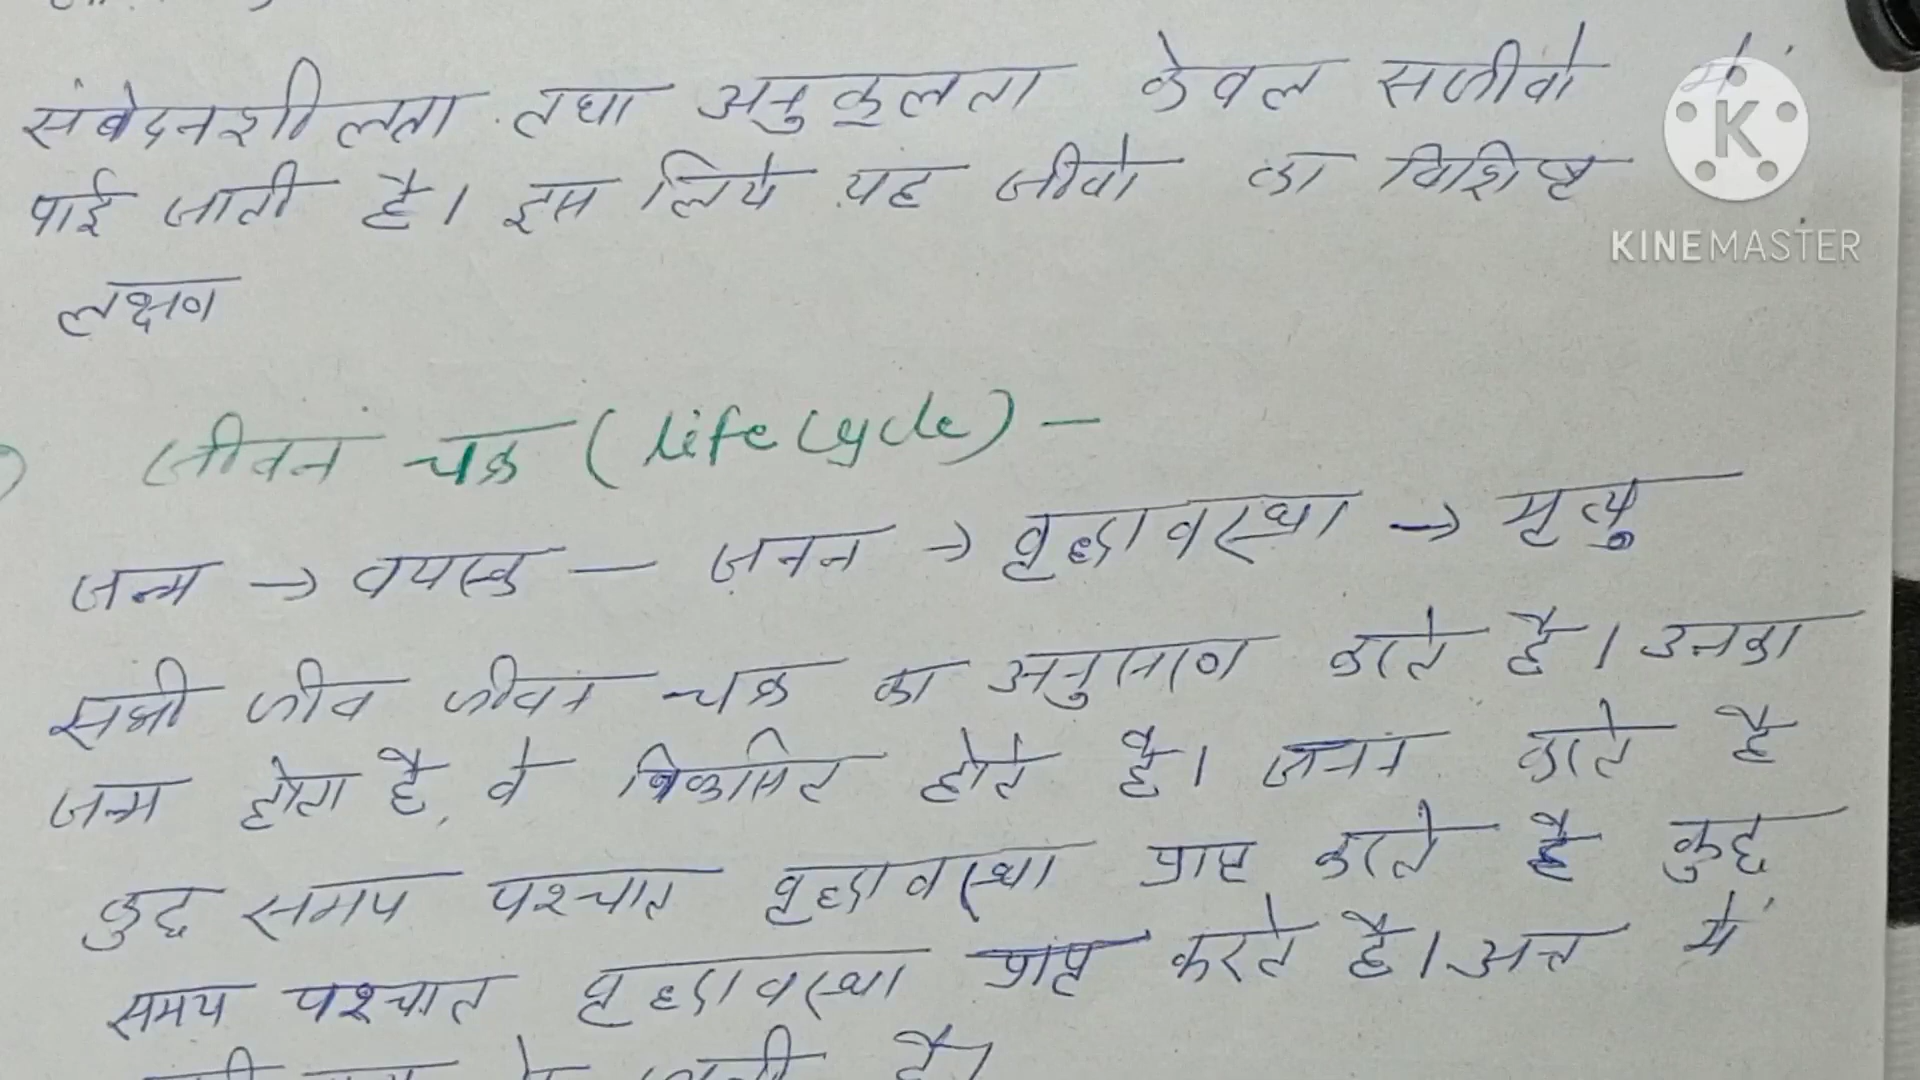 संवेदनशीलता तथा अनुकूलता केवल सजीवो में
पाई जाती है। इस लिये यह जीवो का विशिष्ट
लक्षण
जीवन चक्र (life cycle) –
जन्म → वयस्क – जनन → वृद्धावस्था → मृत्यु
सभी जीव जीवन चक्र का अनुसरण करते है। उनका
जन्म होता है, वे विकसित होते है। जनन करते है
कुछ समय पश्चात वृद्धावस्था प्राप्त करते है कुछ
समय पश्चात वृद्धावस्था प्राप्त करते है। अन्त में
है।
K
KINEMASTER